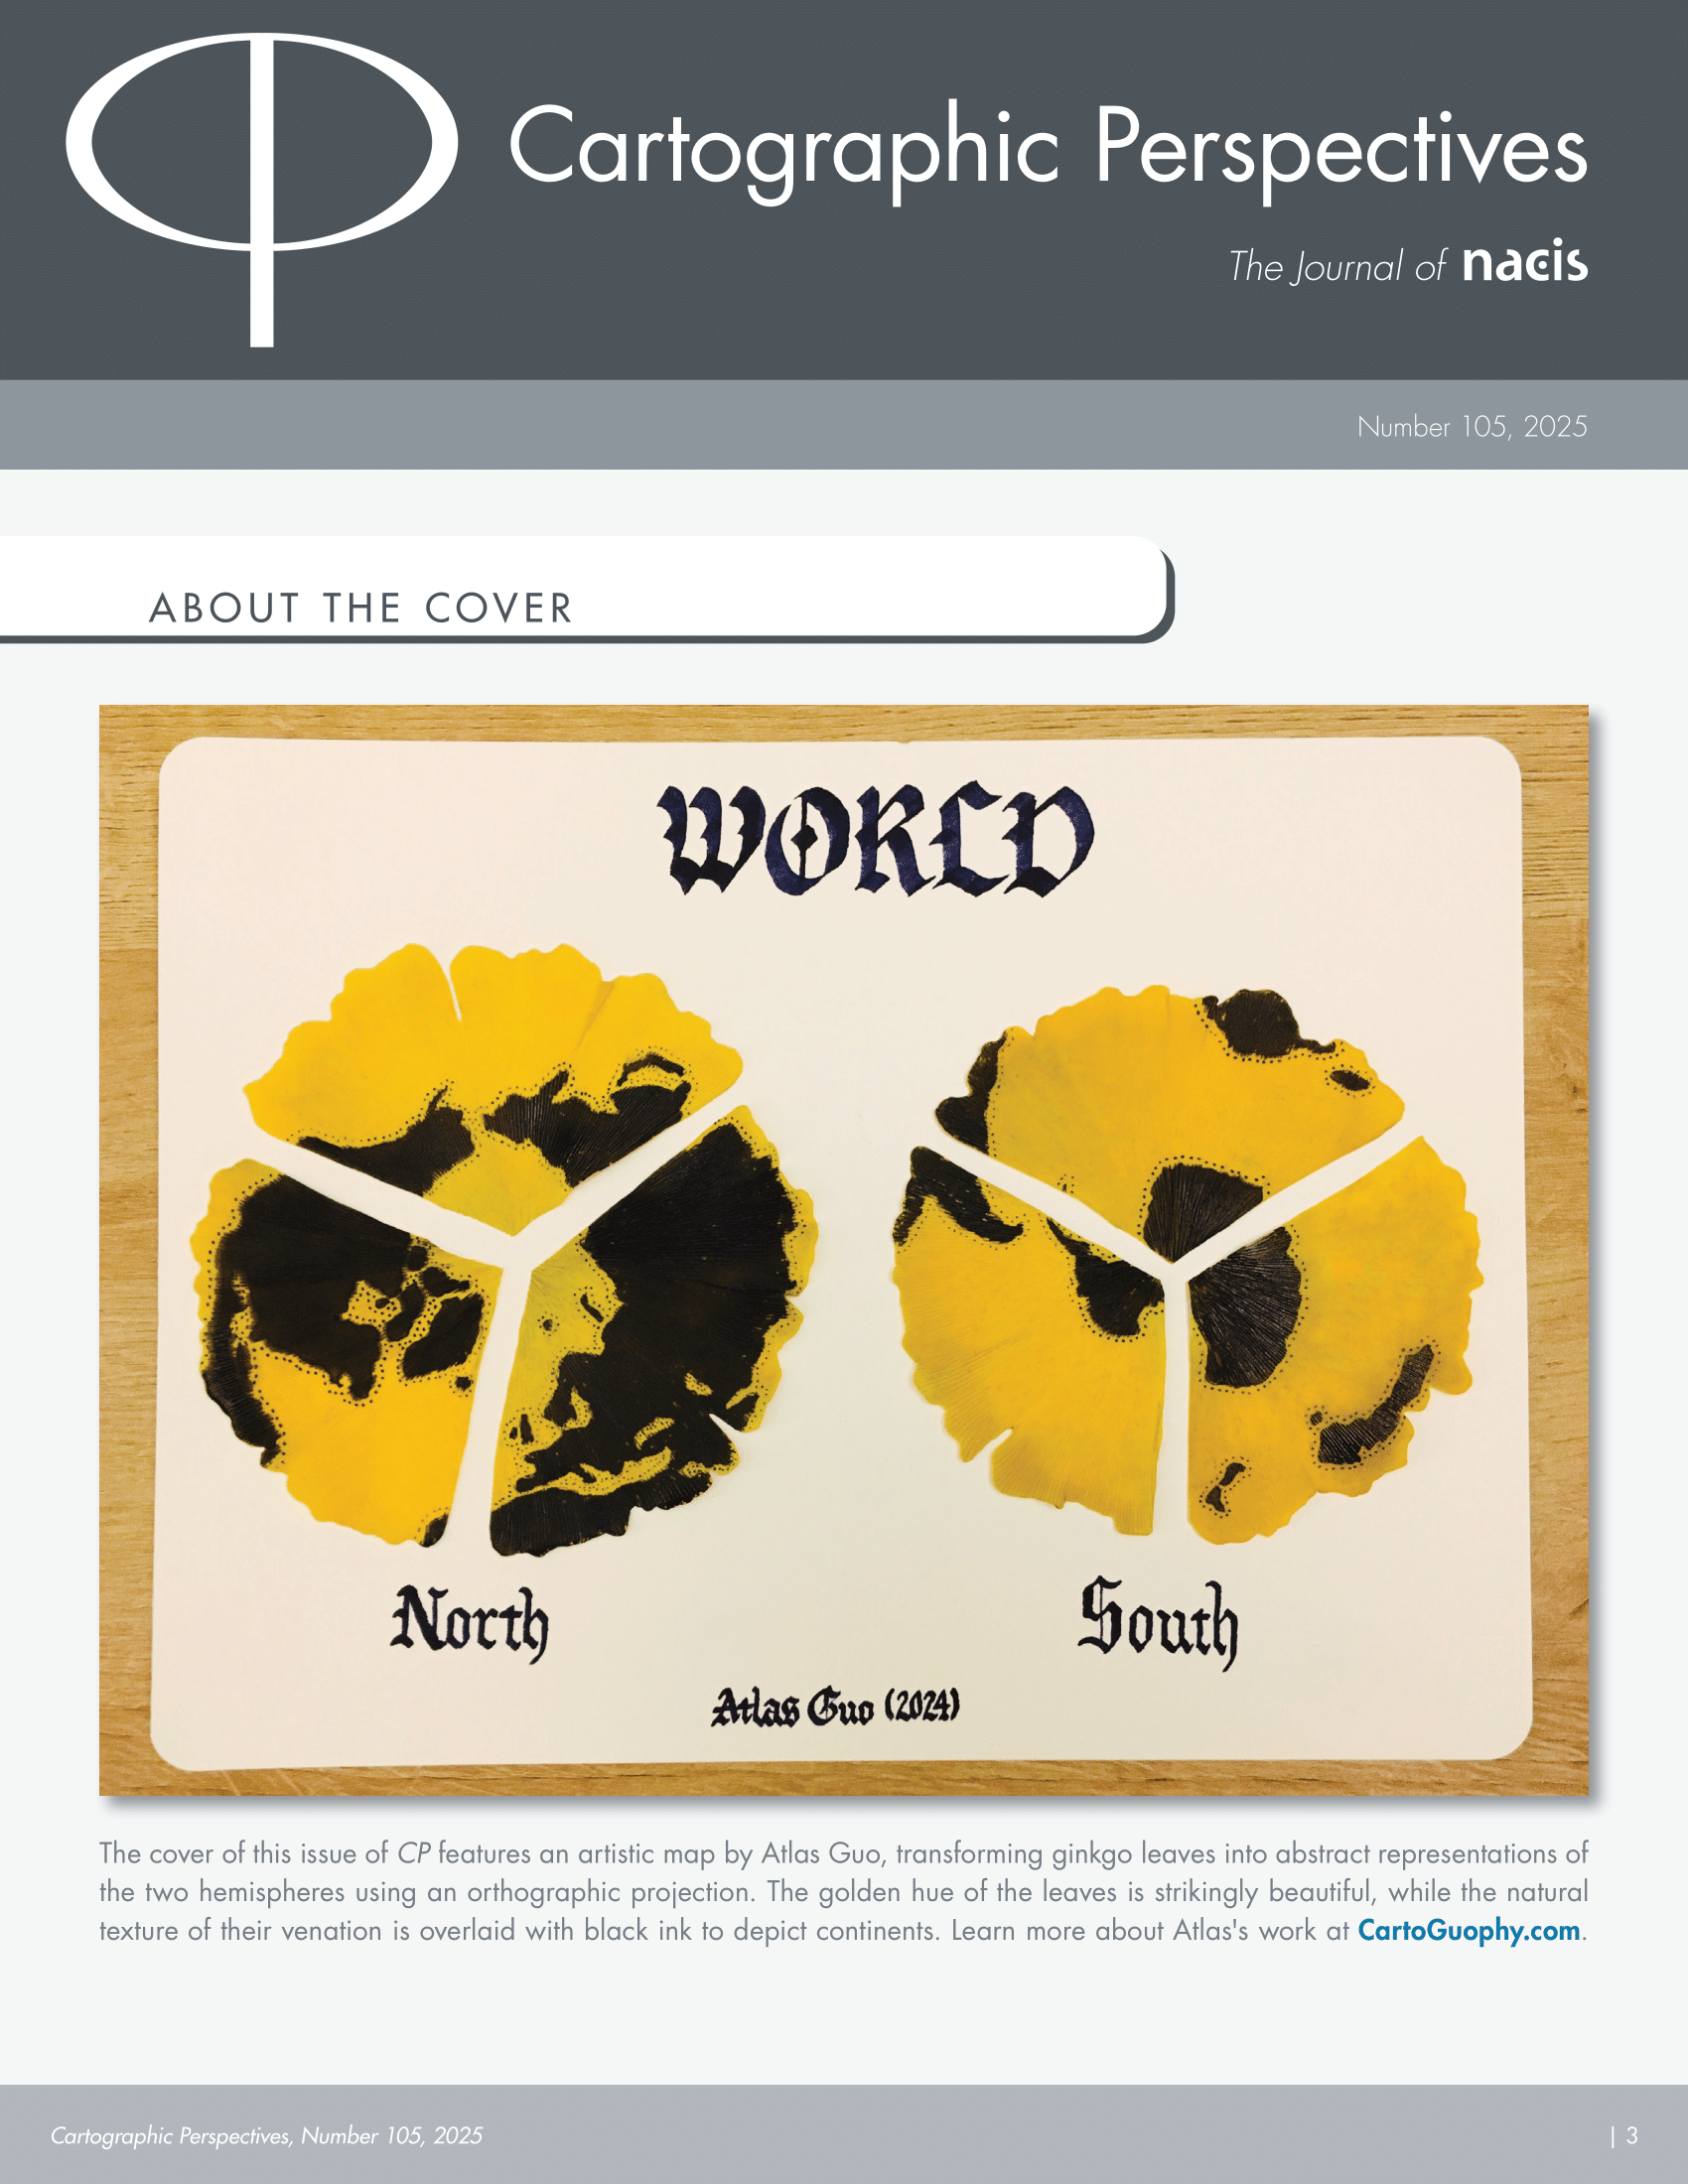 Cartographic Perspectives
The Journal of nacis
Number 105, 2025
ABOUT THE COVER
WORLD
North
South
Atlas Guo (2024)
The cover of this issue of CP features an artistic map by Atlas Guo, transforming ginkgo leaves into abstract representations of
the two hemispheres using an orthographic projection. The golden hue of the leaves is strikingly beautiful, while the natural
texture of their venation is overlaid with black ink to depict continents. Learn more about Atlas's work at CartoGuophy.com.
Cartographic Perspectives, Number 105, 2025
| 3